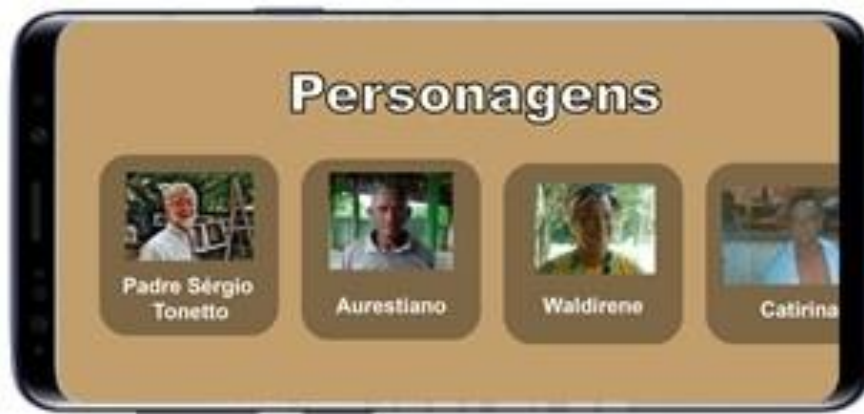 Personagens
Padre Sérgio
Tonetto
Aurestiano
Waldirene
Catirina